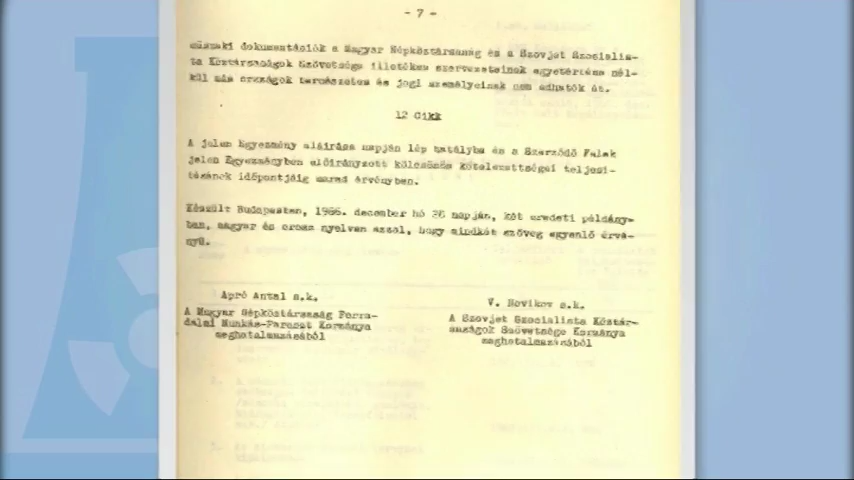 - 7 -
műszaki dokumentációk a Magyar Népköztársaság és a Szovjet Szocialis-
ta Köztársaságok Szövetsége illetékes szervezeteinek egyetértése nél-
kül más országok természetes és jogi személyeinek nem adhatók át.
12 Cikk
A jelen Egyezmény aláírása napján lép hatályba és a Szerződő Felek
jelen Egyezményben előirányzott kölcsönös kötelezettségei teljesi-
tésének időpontjáig marad érvényben.
Készült Budapesten, 1966. december hó 28 napján, két eredeti példány-
ban, magyar és orosz nyelven azzal, hogy mindkét szöveg egyenlő érvé-
nyű.
Apró Antal s.k.
A Magyar Népköztársaság Forra-
dalmi Munkás-Paraszt Kormánya
meghatalmazásából
V. Novikov s.k.
A Szovjet Szocialista Köztár-
saságok Szövetsége Kormánya
meghatalmazásából